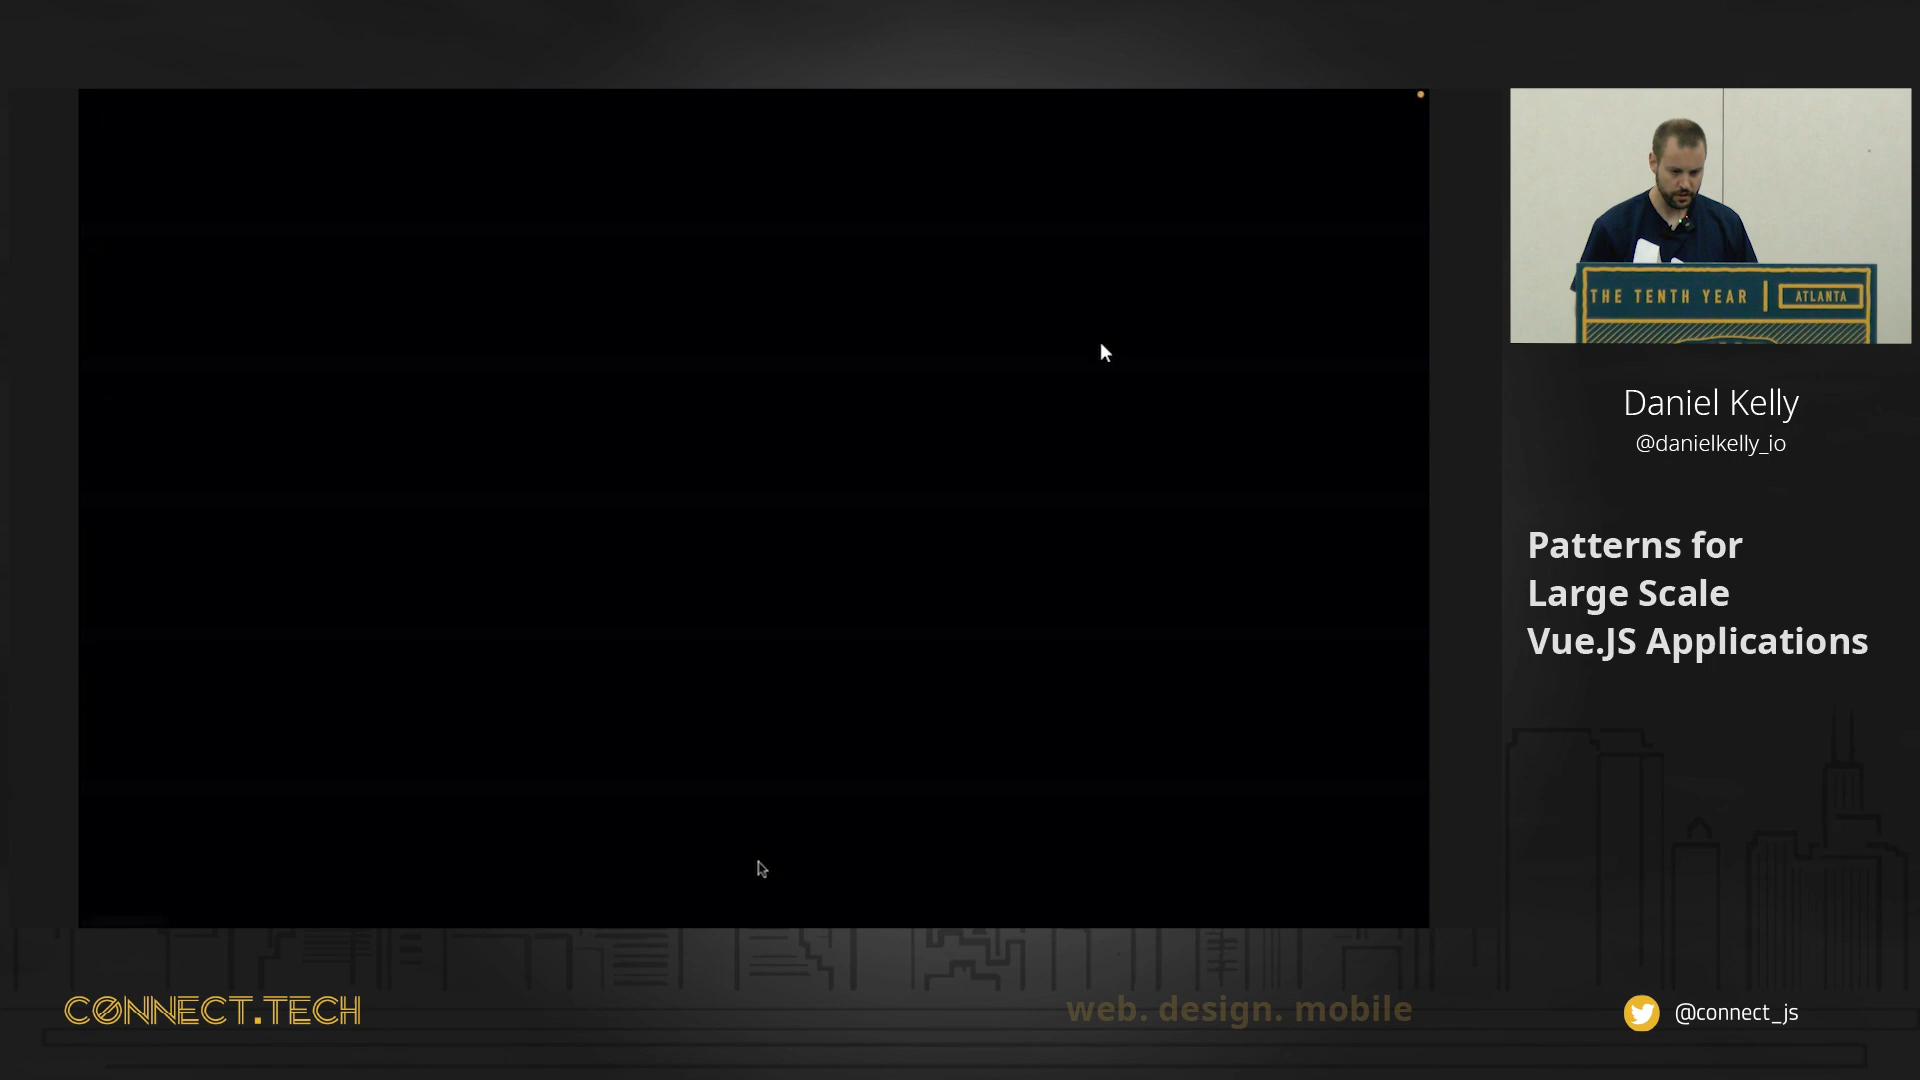 THE TENTH YEAR | ATLANTA
Daniel Kelly
@danielkelly_io
Patterns for
Large Scale
Vue.JS Applications
CONNECT.TECH
web. design. mobile
@connect_js